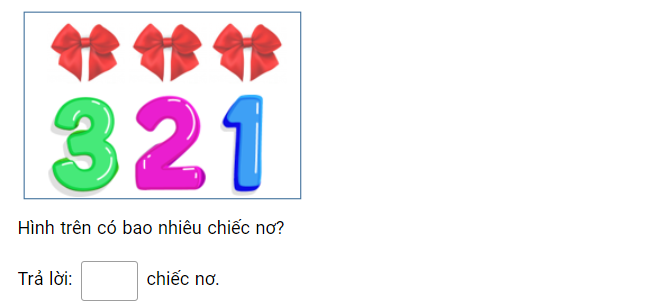 3 2 1
Hình trên có bao nhiêu chiếc nơ?
Trả lời: chiếc nơ.